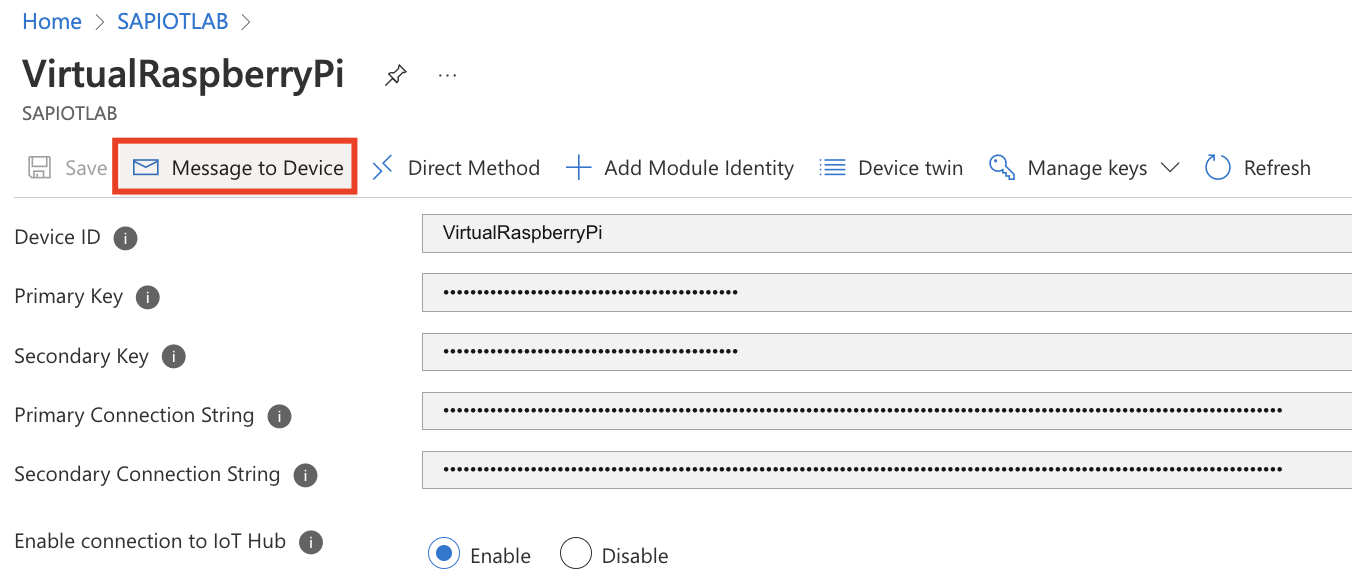 Home > SAPIOTLAB >
VirtualRaspberryPi ...
SAPIOTLAB
Save Message to Device Direct Method Add Module Identity Device twin Manage keys Refresh
Device ID i VirtualRaspberryPi
Primary Key i ••••••••••••••••••••••••••••••••••••••••••••
Secondary Key i ••••••••••••••••••••••••••••••••••••••••••••
Primary Connection String i ••••••••••••••••••••••••••••••••••••••••••••••••••••••••••••••••••••••••••••••••••••••••••••••••••••••••••••••••••••••••••••
Secondary Connection String i ••••••••••••••••••••••••••••••••••••••••••••••••••••••••••••••••••••••••••••••••••••••••••••••••••••••••••••••••••••••••••••
Enable connection to IoT Hub i Enable Disable